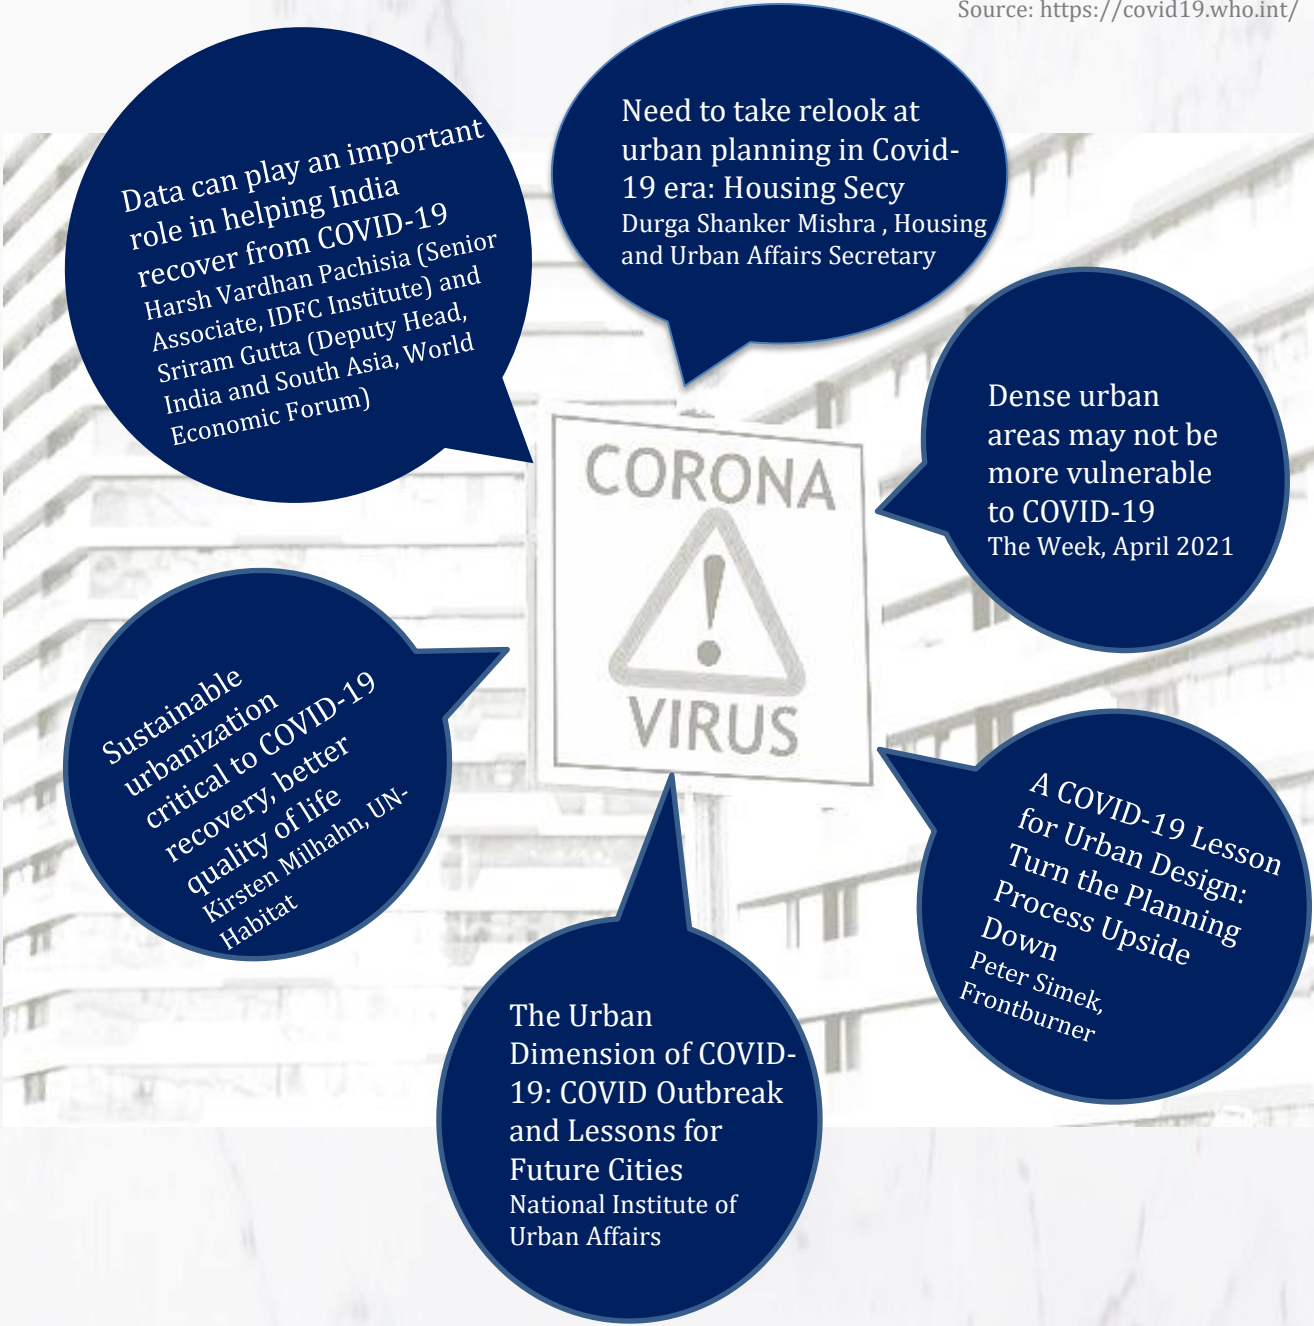 Source: https://covid19.who.int/
Data can play an important
role in helping India
recover from COVID-19
Harsh Vardhan Pachisia (Senior
Associate, IDFC Institute) and
Sriram Gutta (Deputy Head,
India and South Asia, World
Economic Forum)
Need to take relook at
urban planning in Covid-
19 era: Housing Secy
Durga Shanker Mishra , Housing
and Urban Affairs Secretary
Dense urban
areas may not be
more vulnerable
to COVID-19
The Week, April 2021
CORONA
!
VIRUS
Sustainable
urbanization
critical to COVID-19
recovery, better
quality of life
Kirsten Milhahn, UN-
Habitat
A COVID-19 Lesson
for Urban Design:
Turn the Planning
Process Upside
Down
Peter Simek,
Frontburner
The Urban
Dimension of COVID-
19: COVID Outbreak
and Lessons for
Future Cities
National Institute of
Urban Affairs